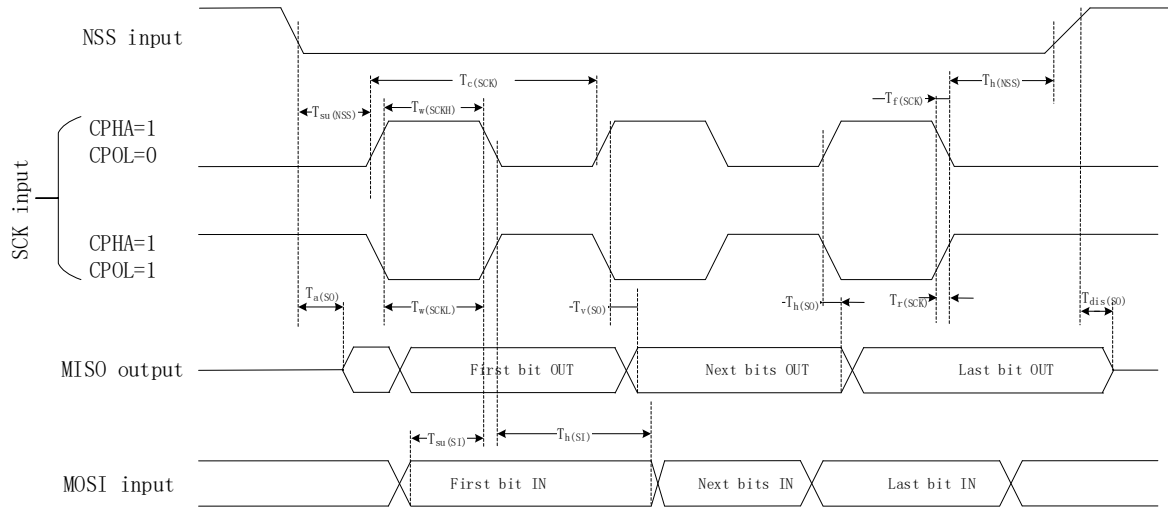 NSS input
Tc(SCK)
Th(NSS)
Tsu(NSS)
Tw(SCKH)
Tf(SCK)
SCK input
CPHA=1
CPOL=0
CPHA=1
CPOL=1
Ta(SO)
Tw(SCKL)
Tv(SO)
Th(SO)
Tr(SCK)
Tdis(SO)
MISO output
First bit OUT
Next bits OUT
Last bit OUT
Tsu(SI)
Th(SI)
MOSI input
First bit IN
Next bits IN
Last bit IN